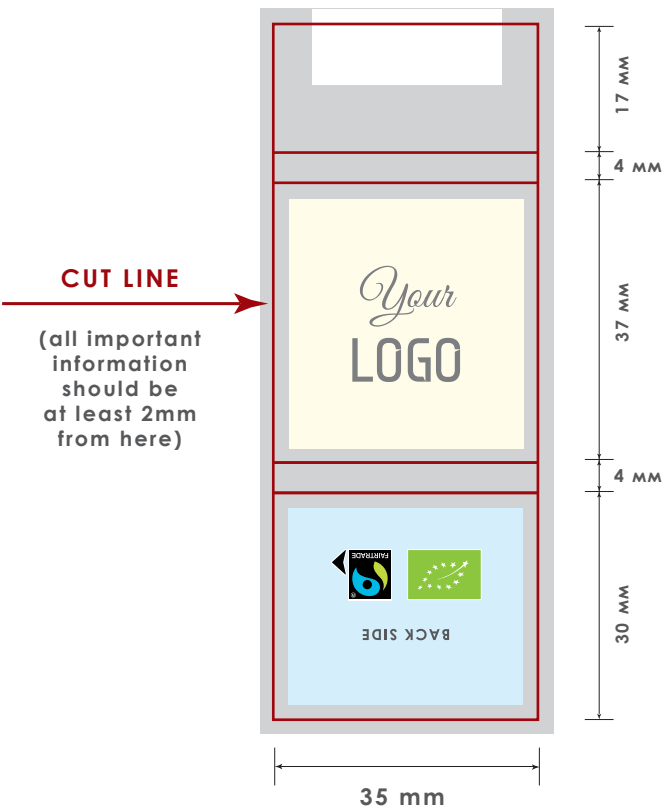 17 MM
4 MM
CUT LINE
(all important
information
should be
at least 2mm
from here)
Your
LOGO
37 MM
4 MM
FAIRTRADE
®
BACK SIDE
30 MM
35 mm